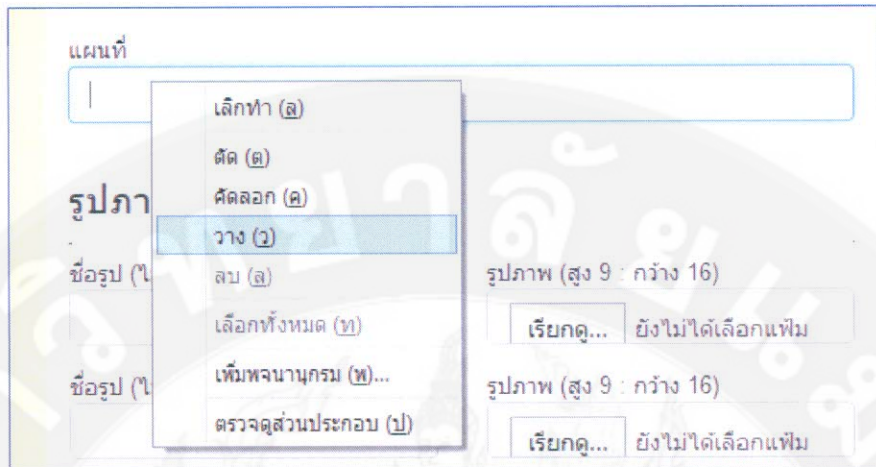 แผนที่
เลิกทำ (ล)
ตัด (ต)
คัดลอก (ค)
วาง (ว)
ลบ (ล)
เลือกทั้งหมด (ท)
เพิ่มพจนานุกรม (พ)...
ตรวจดูส่วนประกอบ (ป)
รูปภา
ชื่อรูป (ไ
รูปภาพ (สูง 9 : กว้าง 16)
เรียกดู... ยังไม่ได้เลือกแฟ้ม
ชื่อรูป (ไ
รูปภาพ (สูง 9 : กว้าง 16)
เรียกดู... ยังไม่ได้เลือกแฟ้ม